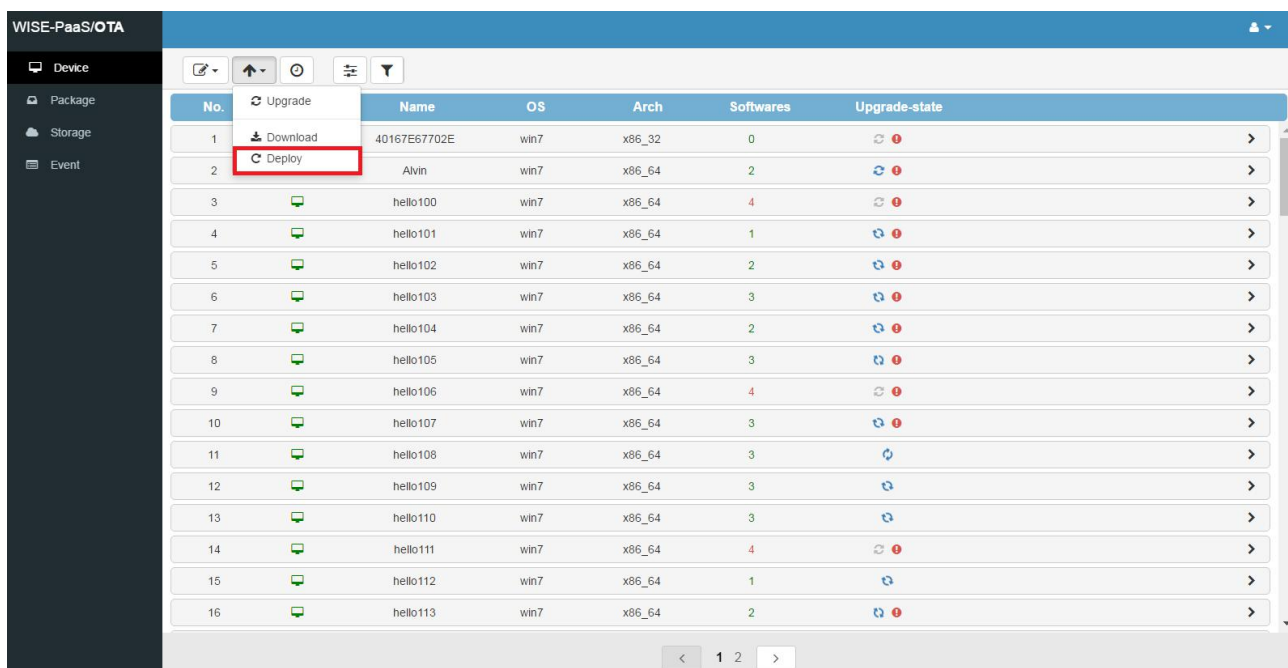 WISE-PaaS/OTA
Device
Package
Storage
Event
Upgrade
Download
Deploy
No. Name OS Arch Softwares Upgrade-state
1 40167E67702E win7 x86_32 0
2 Alvin win7 x86_64 2
3 hello100 win7 x86_64 4
4 hello101 win7 x86_64 1
5 hello102 win7 x86_64 2
6 hello103 win7 x86_64 3
7 hello104 win7 x86_64 2
8 hello105 win7 x86_64 3
9 hello106 win7 x86_64 4
10 hello107 win7 x86_64 3
11 hello108 win7 x86_64 3
12 hello109 win7 x86_64 3
13 hello110 win7 x86_64 3
14 hello111 win7 x86_64 4
15 hello112 win7 x86_64 1
16 hello113 win7 x86_64 2
< 1 2 >